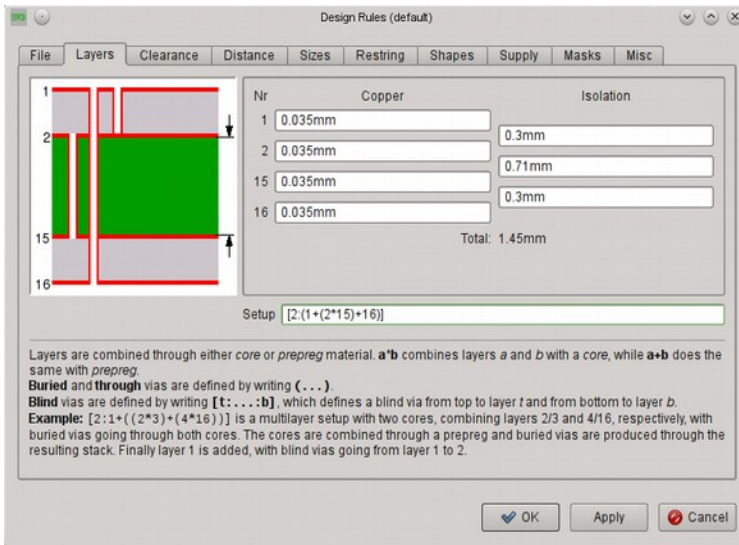 Design Rules (default)
File Layers Clearance Distance Sizes Restring Shapes Supply Masks Misc
1
2
15
16
Nr Copper Isolation
1 0.035mm
0.3mm
2 0.035mm
0.71mm
15 0.035mm
0.3mm
16 0.035mm
Total: 1.45mm
Setup [2:(1+(2*15)+16)]
Layers are combined through either core or prepreg material. a*b combines layers a and b with a core, while a+b does the
same with prepreg.
Buried and through vias are defined by writing (...).
Blind vias are defined by writing [t:...:b], which defines a blind via from top to layer t and from bottom to layer b.
Example: [2:1+((2*3)+(4*16))] is a multilayer setup with two cores, combining layers 2/3 and 4/16, respectively, with
buried vias going through both cores. The cores are combined through a prepreg and buried vias are produced through the
resulting stack. Finally layer 1 is added, with blind vias going from layer 1 to 2.
OK Apply Cancel